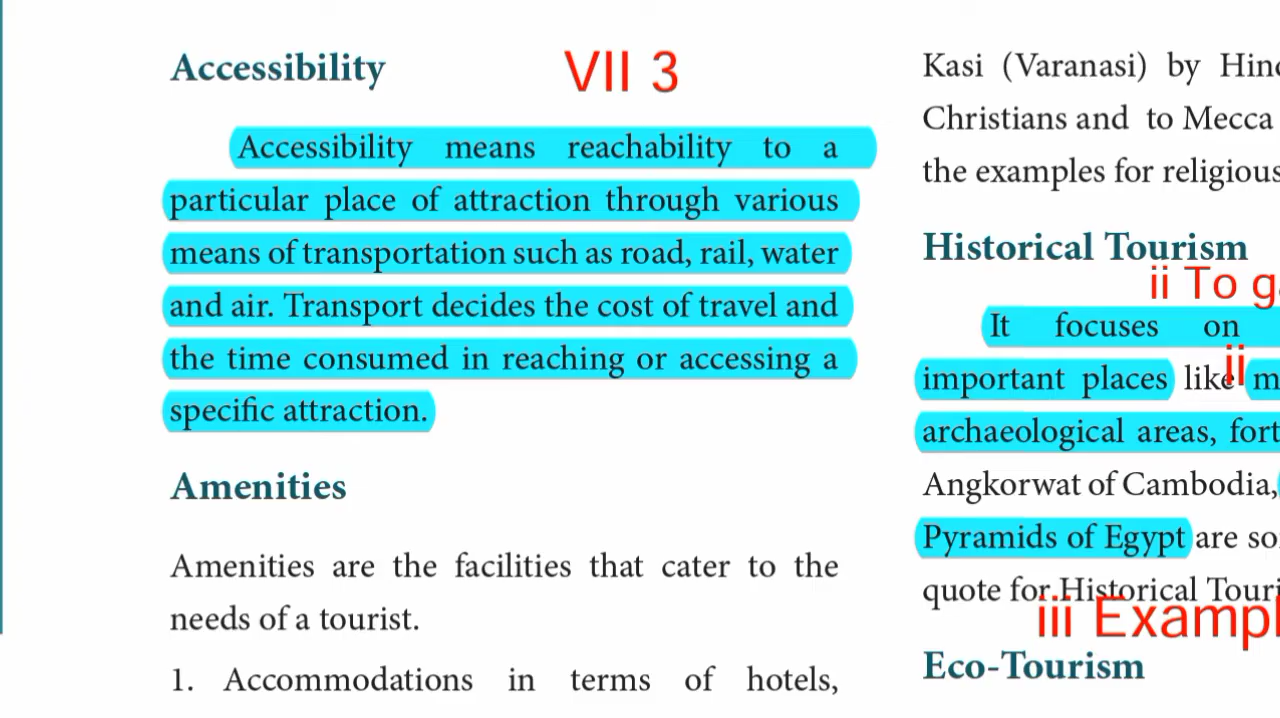 Accessibility
VII 3
Accessibility means reachability to a
particular place of attraction through various
means of transportation such as road, rail, water
and air. Transport decides the cost of travel and
the time consumed in reaching or accessing a
specific attraction.
Amenities
Amenities are the facilities that cater to the
needs of a tourist.
1. Accommodations in terms of hotels,
Kasi (Varanasi) by
Christians and to Mecca
the examples for religious
Historical Tourism
ii To
It focuses on
ii
important places like
archaeological areas,
Angkorwat of Cambodia,
Pyramids of Egypt are
quote for Historical
iii
Eco-Tourism